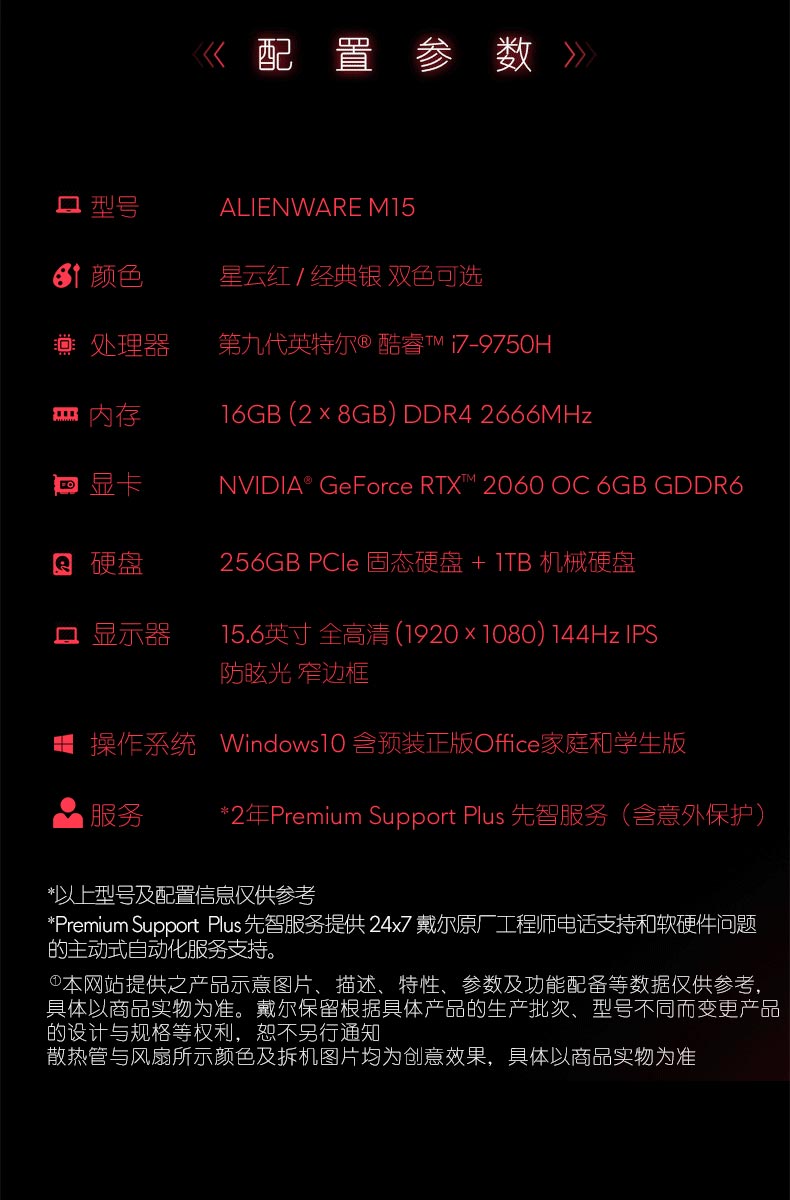 配置参数
型号 ALIENWARE M15
颜色 星云红 / 经典银 双色可选
处理器 第九代英特尔® 酷睿™ i7-9750H
内存 16GB (2 × 8GB) DDR4 2666MHz
显卡 NVIDIA® GeForce RTX™ 2060 OC 6GB GDDR6
硬盘 256GB PCIe 固态硬盘 + 1TB 机械硬盘
显示器 15.6英寸 全高清 (1920 × 1080) 144Hz IPS
防眩光 窄边框
操作系统 Windows10 含预装正版Office家庭和学生版
服务 *2年Premium Support Plus 先智服务（含意外保护）
*以上型号及配置信息仅供参考
*Premium Support Plus 先智服务提供 24x7 戴尔原厂工程师电话支持和软硬件问题
的主动式自动化服务支持。
①本网站提供之产品示意图片、描述、特性、参数及功能配备等数据仅供参考，
具体以商品实物为准。戴尔保留根据具体产品的生产批次、型号不同而变更产品
的设计与规格等权利，恕不另行通知
散热管与风扇所示颜色及拆机图片均为创意效果，具体以商品实物为准